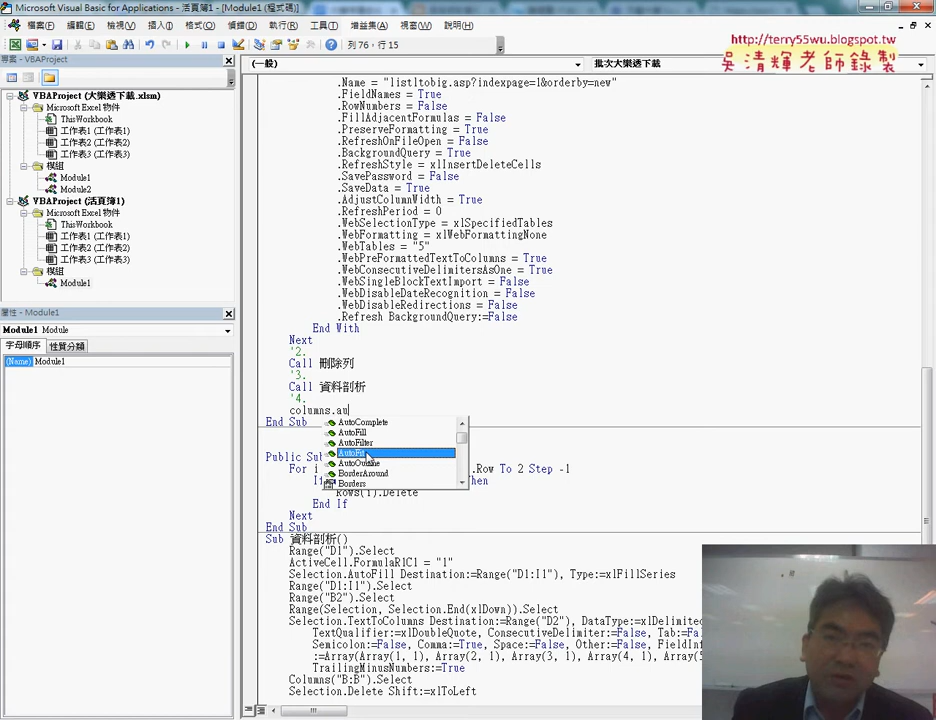 Microsoft Visual Basic for Applications - 活頁簿1 - [Module1 (程式碼)]
檔案(F) 編輯(E) 檢視(V) 插入(I) 格式(O) 偵錯(D) 執行(R) 工具(T) 增益集(A) 視窗(W) 說明(H)
列 76，行 15
http://terry55wu.blogspot.tw
吳清輝老師錄製
專案 - VBAProject
VBAProject (大樂透下載.xlsm)
Microsoft Excel 物件
ThisWorkbook
工作表1 (工作表1)
工作表2 (工作表2)
工作表3 (工作表3)
模組
Module1
Module2
VBAProject (活頁簿1)
Microsoft Excel 物件
ThisWorkbook
工作表1 (工作表1)
工作表2 (工作表2)
工作表3 (工作表3)
模組
Module1
屬性 - Module1
Module1 Module
字母順序 性質分類
(Name) Module1
(一般)
批次大樂透下載
.Name = "listltobig.asp?indexpage=1&orderby=new"
.FieldNames = True
.RowNumbers = False
.FillAdjacentFormulas = False
.PreserveFormatting = True
.RefreshOnFileOpen = False
.BackgroundQuery = True
.RefreshStyle = xlInsertDeleteCells
.SavePassword = False
.SaveData = True
.AdjustColumnWidth = True
.RefreshPeriod = 0
.WebSelectionType = xlSpecifiedTables
.WebFormatting = xlWebFormattingNone
.WebTables = "5"
.WebPreFormattedTextToColumns = True
.WebConsecutiveDelimitersAsOne = True
.WebSingleBlockTextImport = False
.WebDisableDateRecognition = False
.WebDisableRedirections = False
.Refresh BackgroundQuery:=False
End With
Next
'2.
Call 刪除列
'3.
Call 資料剖析
'4.
columns.au
End Sub
AutoComplete
AutoFill
AutoFilter
AutoFit
AutoOutline
BorderAround
Borders
Public Su
For i
.Row To 2 Step -1
If
Then
Rows(i).Delete
End If
Next
End Sub
Sub 資料剖析()
Range("D1").Select
ActiveCell.FormulaR1C1 = "1"
Selection.AutoFill Destination:=Range("D1:I1"), Type:=xlFillSeries
Range("D1:I1").Select
Range("B2").Select
Range(Selection, Selection.End(xlDown)).Select
Selection.TextToColumns Destination:=Range("D2"), DataType:=xlDelimite
TextQualifier:=xlDoubleQuote, ConsecutiveDelimiter:=False, Tab:=Fa
Semicolon:=False, Comma:=True, Space:=False, Other:=False, FieldInf
:=Array(Array(1, 1), Array(2, 1), Array(3, 1), Array(4, 1), Array(5
TrailingMinusNumbers:=True
Columns("B:B").Select
Selection.Delete Shift:=xlToLeft